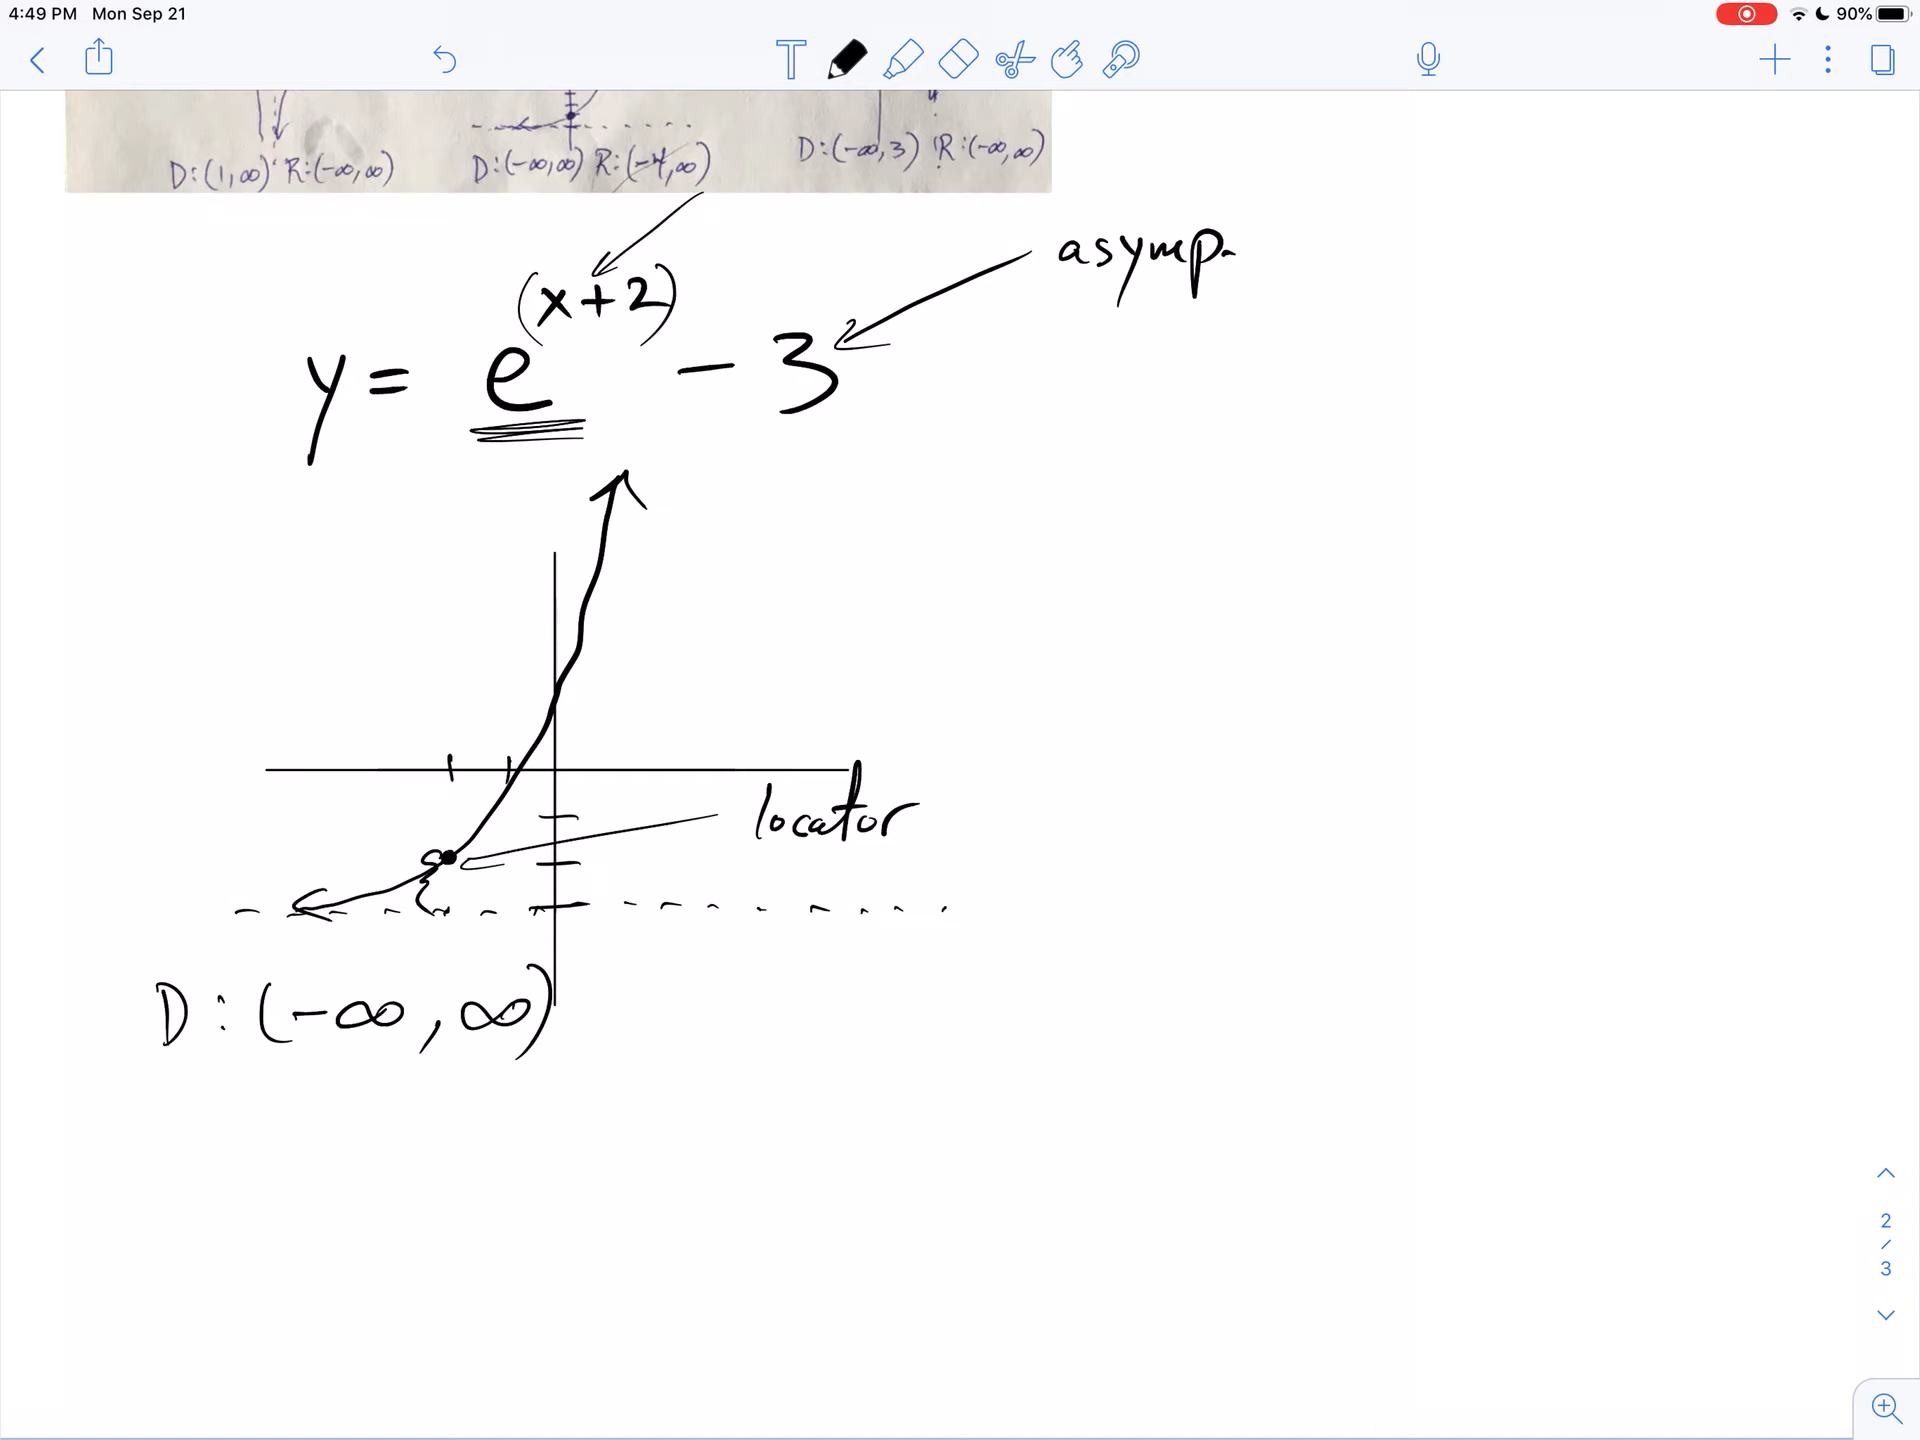 4:49 PM Mon Sep 21
90%
T
D:(1,∞) R:(-∞,∞)
D:(-∞,∞) R:(-4,∞)
D:(-∞,3) R:(-∞,∞)
asymp.
y = e^(x+2) - 3
locator
D : (-∞, ∞)
2
/
3